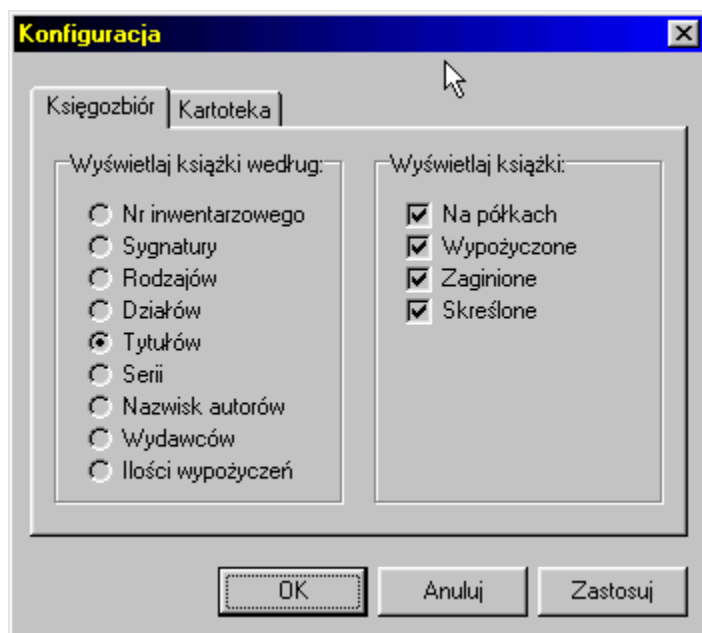 Konfiguracja
Księgozbiór
Kartoteka
Wyświetlaj książki według:
Nr inwentarzowego
Sygnatury
Rodzajów
Działów
Tytułów
Serii
Nazwisk autorów
Wydawców
Ilości wypożyczeń
Wyświetlaj książki:
Na półkach
Wypożyczone
Zaginione
Skreślone
OK
Anuluj
Zastosuj